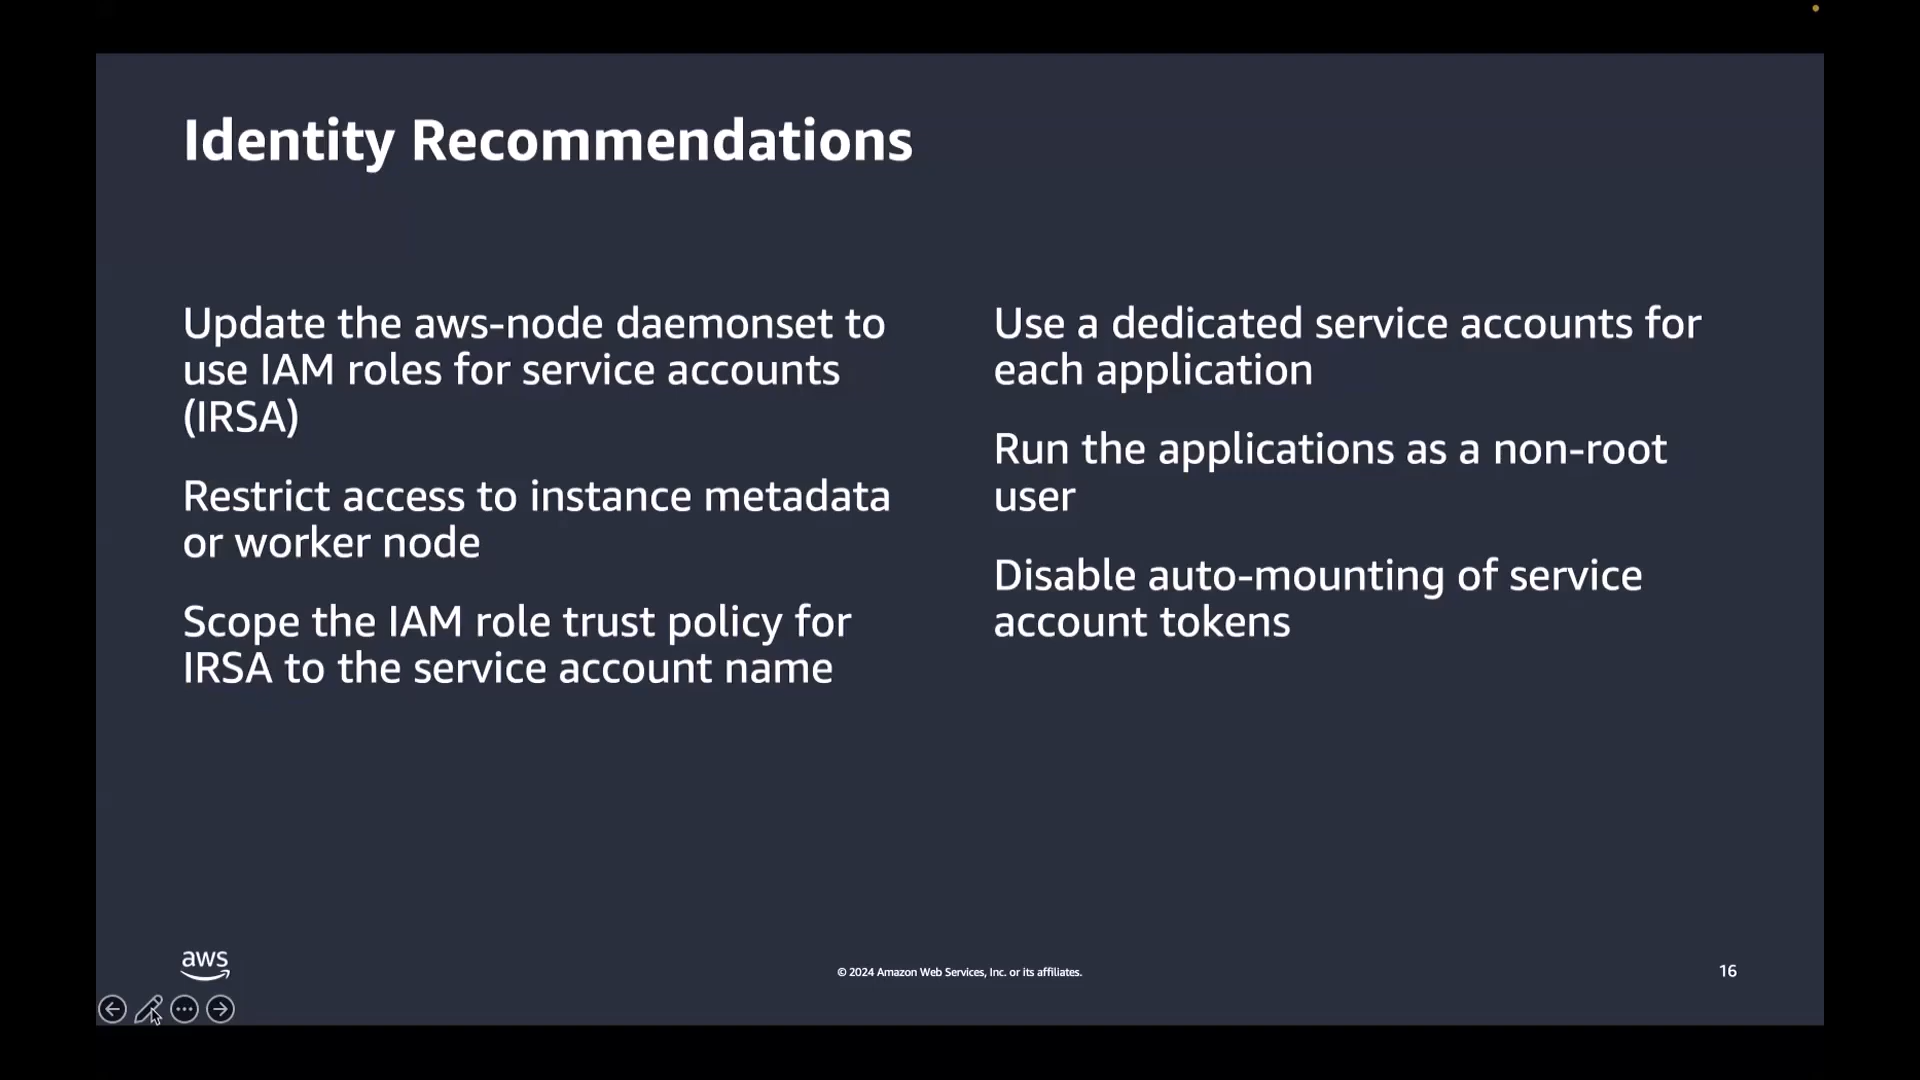 Identity Recommendations
Update the aws-node daemonset to
use IAM roles for service accounts
(IRSA)
Restrict access to instance metadata
or worker node
Scope the IAM role trust policy for
IRSA to the service account name
Use a dedicated service accounts for
each application
Run the applications as a non-root
user
Disable auto-mounting of service
account tokens
aws
© 2024 Amazon Web Services, Inc. or its affiliates.
16